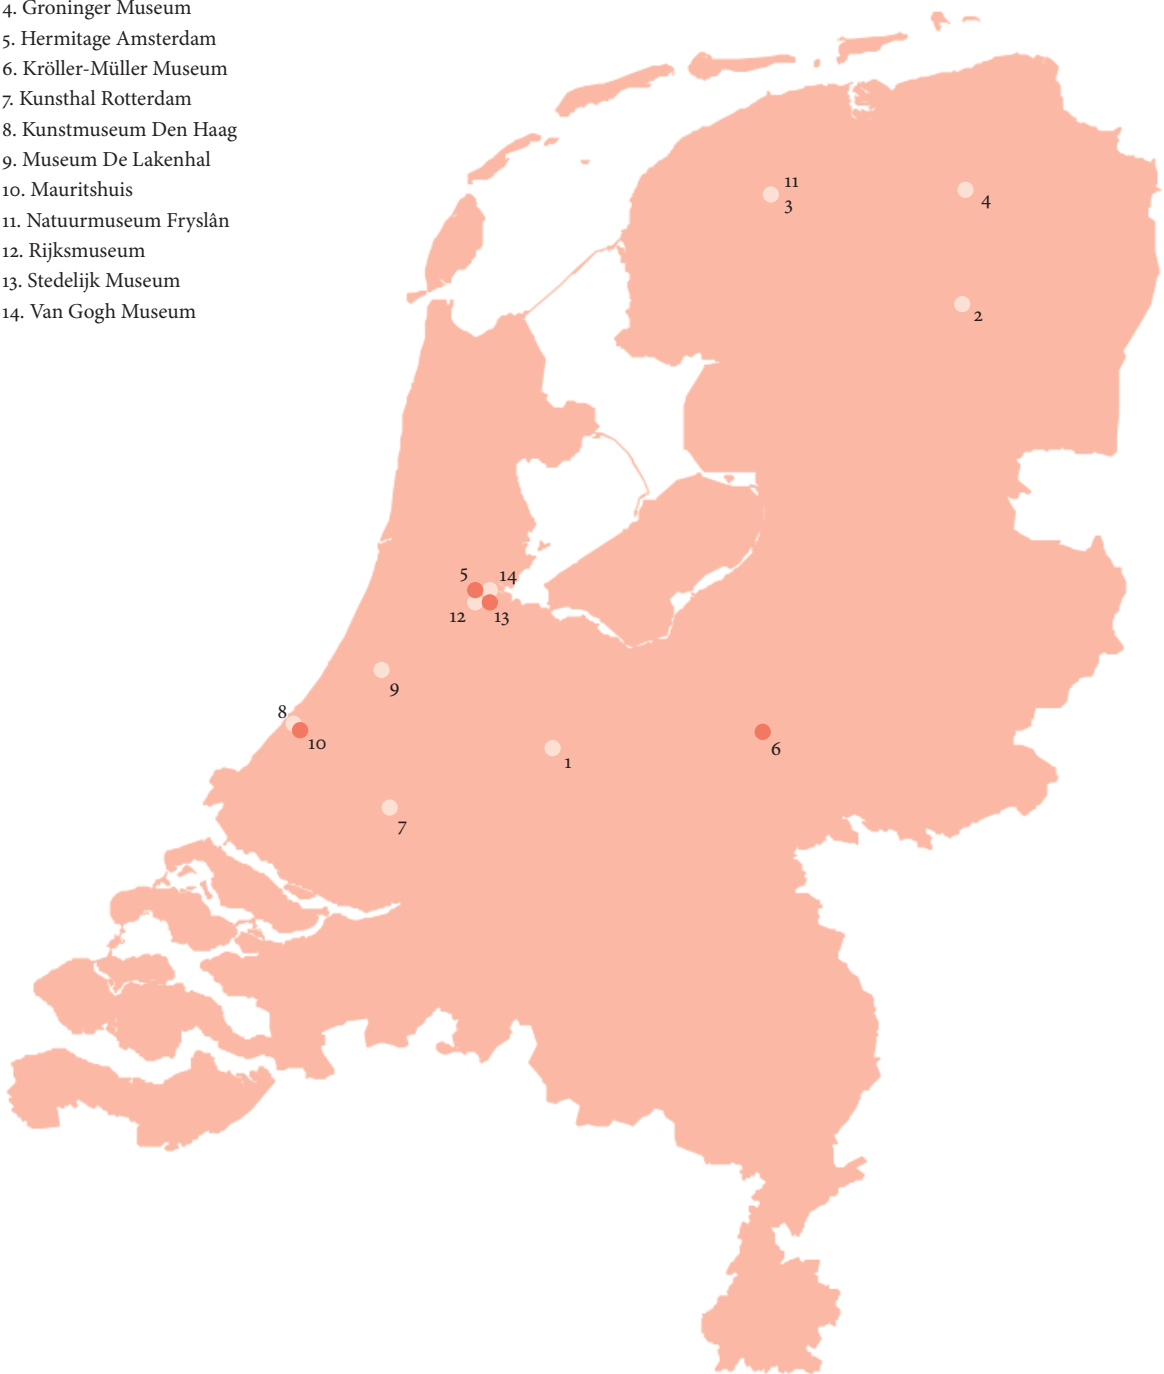 4. Groninger Museum
5. Hermitage Amsterdam
6. Kröller-Müller Museum
7. Kunsthal Rotterdam
8. Kunstmuseum Den Haag
9. Museum De Lakenhal
10. Mauritshuis
11. Natuurmuseum Fryslân
12. Rijksmuseum
13. Stedelijk Museum
14. Van Gogh Museum
11
3
4
2
5
14
12
13
9
8
10
1
6
7